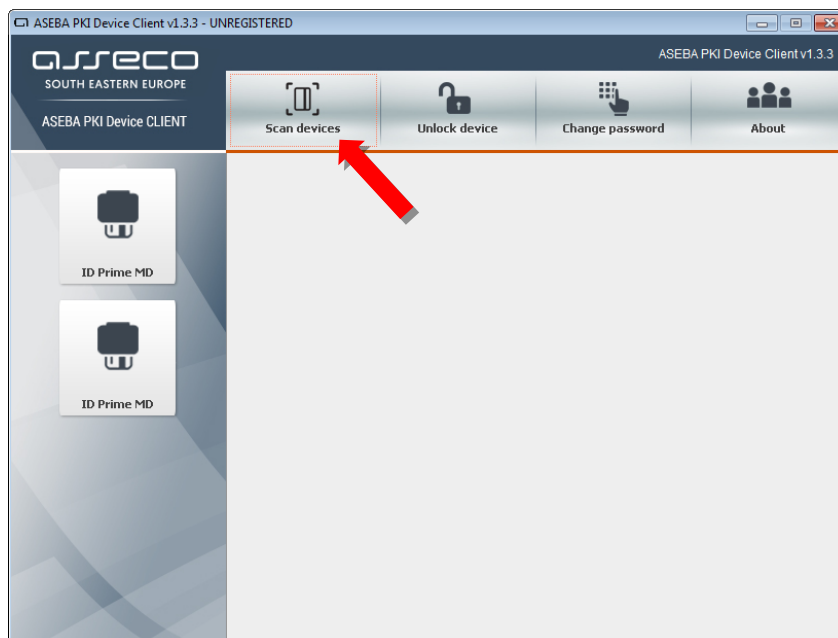 ASEBA PKI Device Client v1.3.3 - UNREGISTERED
asseco
SOUTH EASTERN EUROPE
ASEBA PKI Device CLIENT
ASEBA PKI Device Client v1.3.3
Scan devices
Unlock device
Change password
About
ID Prime MD
ID Prime MD